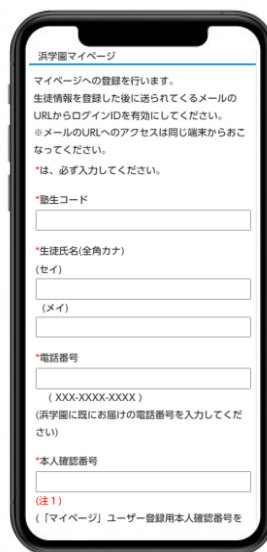 浜学園マイページ
マイページへの登録を行います。
生徒情報を登録した後に送られてくるメールの
URLからログインIDを有効にしてください。
※メールのURLへのアクセスは同じ端末からおこ
なってください。
*は、必ず入力してください。
*塾生コード
*生徒氏名(全角カナ)
(セイ)
(メイ)
*電話番号
( XXX-XXXX-XXXX )
(浜学園に既にお届けの電話番号を入力してくだ
さい)
*本人確認番号
(注1)
(「マイページ」ユーザー登録用本人確認番号を